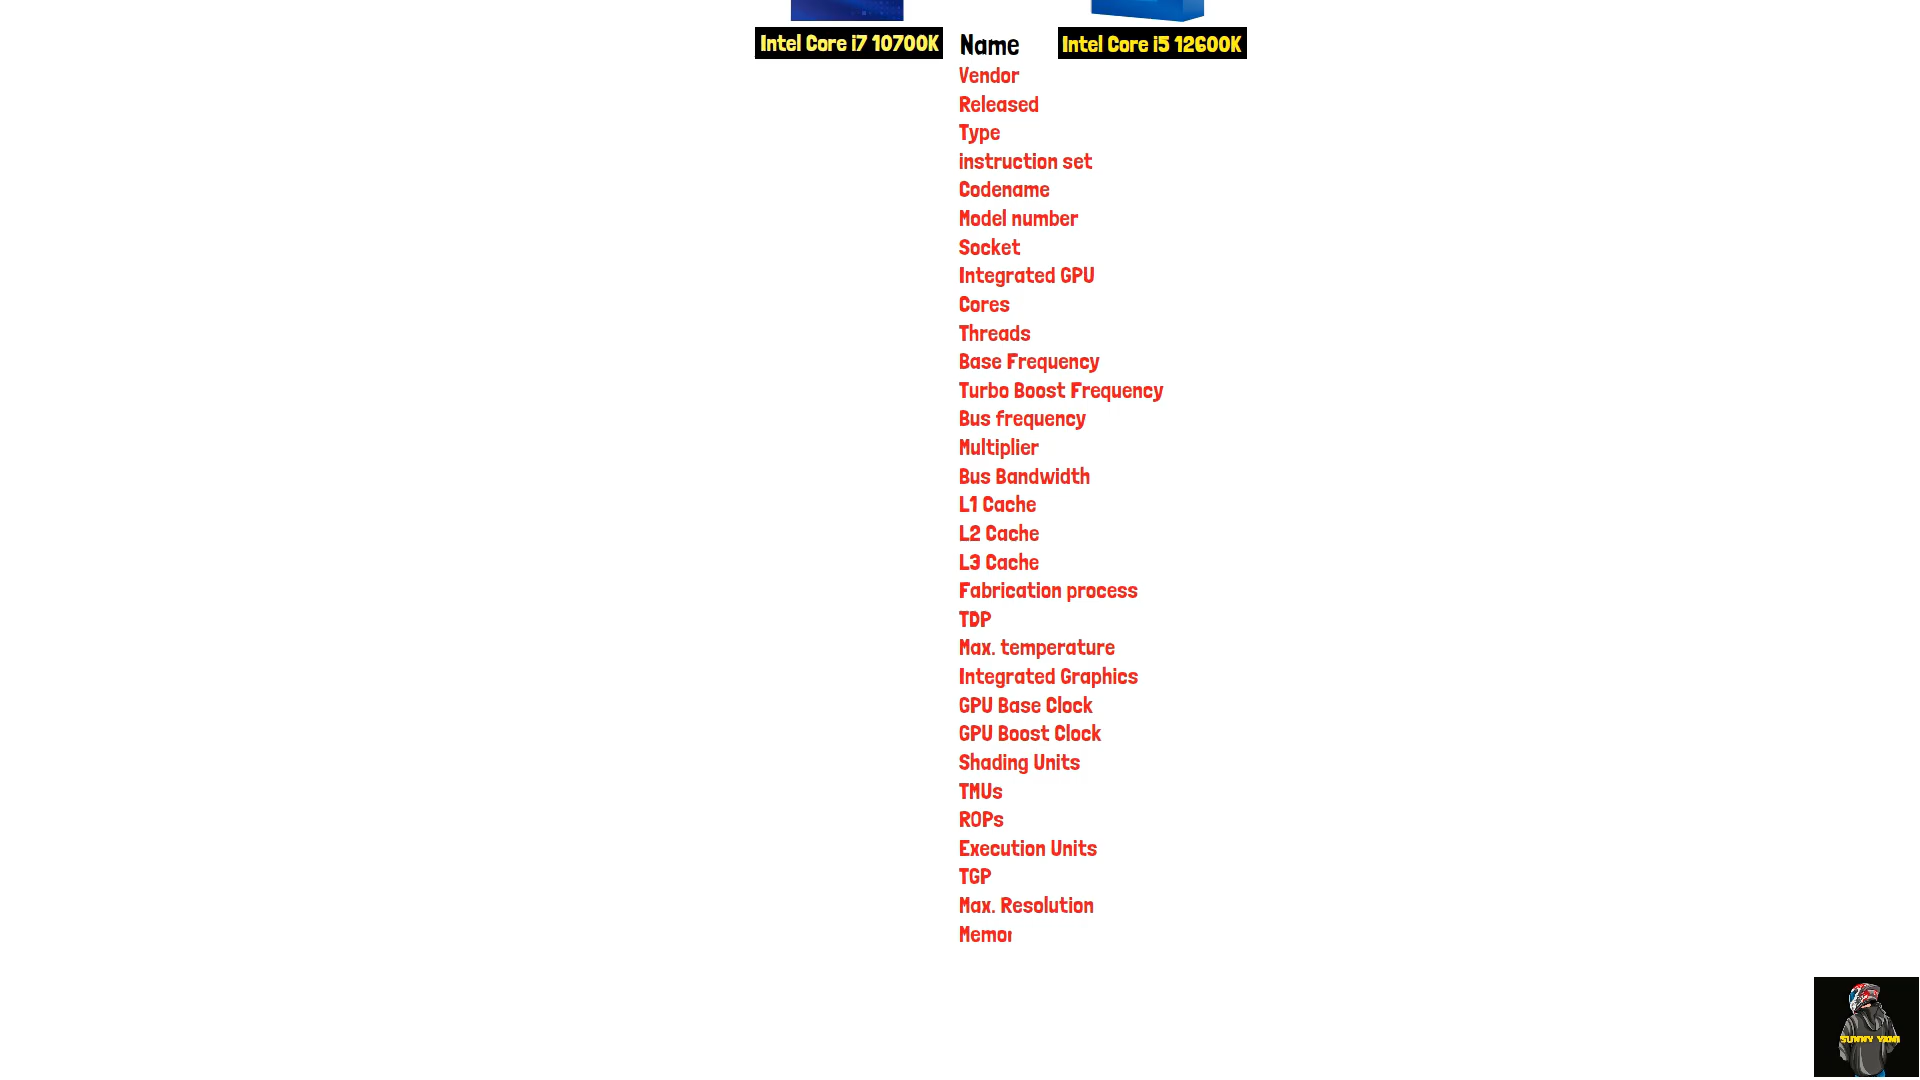 Intel Core i7 10700K Name Intel Core i5 12600K
Vendor
Released
Type
instruction set
Codename
Model number
Socket
Integrated GPU
Cores
Threads
Base Frequency
Turbo Boost Frequency
Bus frequency
Multiplier
Bus Bandwidth
L1 Cache
L2 Cache
L3 Cache
Fabrication process
TDP
Max. temperature
Integrated Graphics
GPU Base Clock
GPU Boost Clock
Shading Units
TMUs
ROPs
Execution Units
TGP
Max. Resolution
Memor
SUNNY YAMI